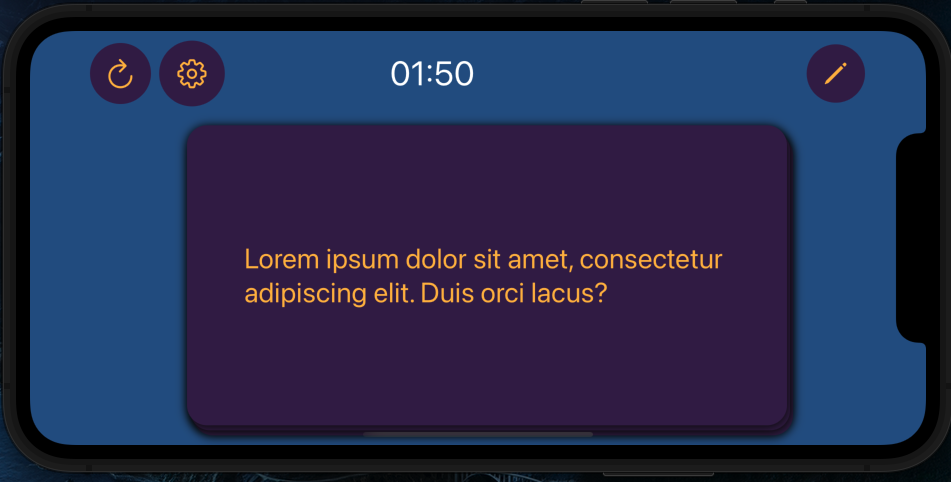 01:50
Lorem ipsum dolor sit amet, consectetur
adipiscing elit. Duis orci lacus?